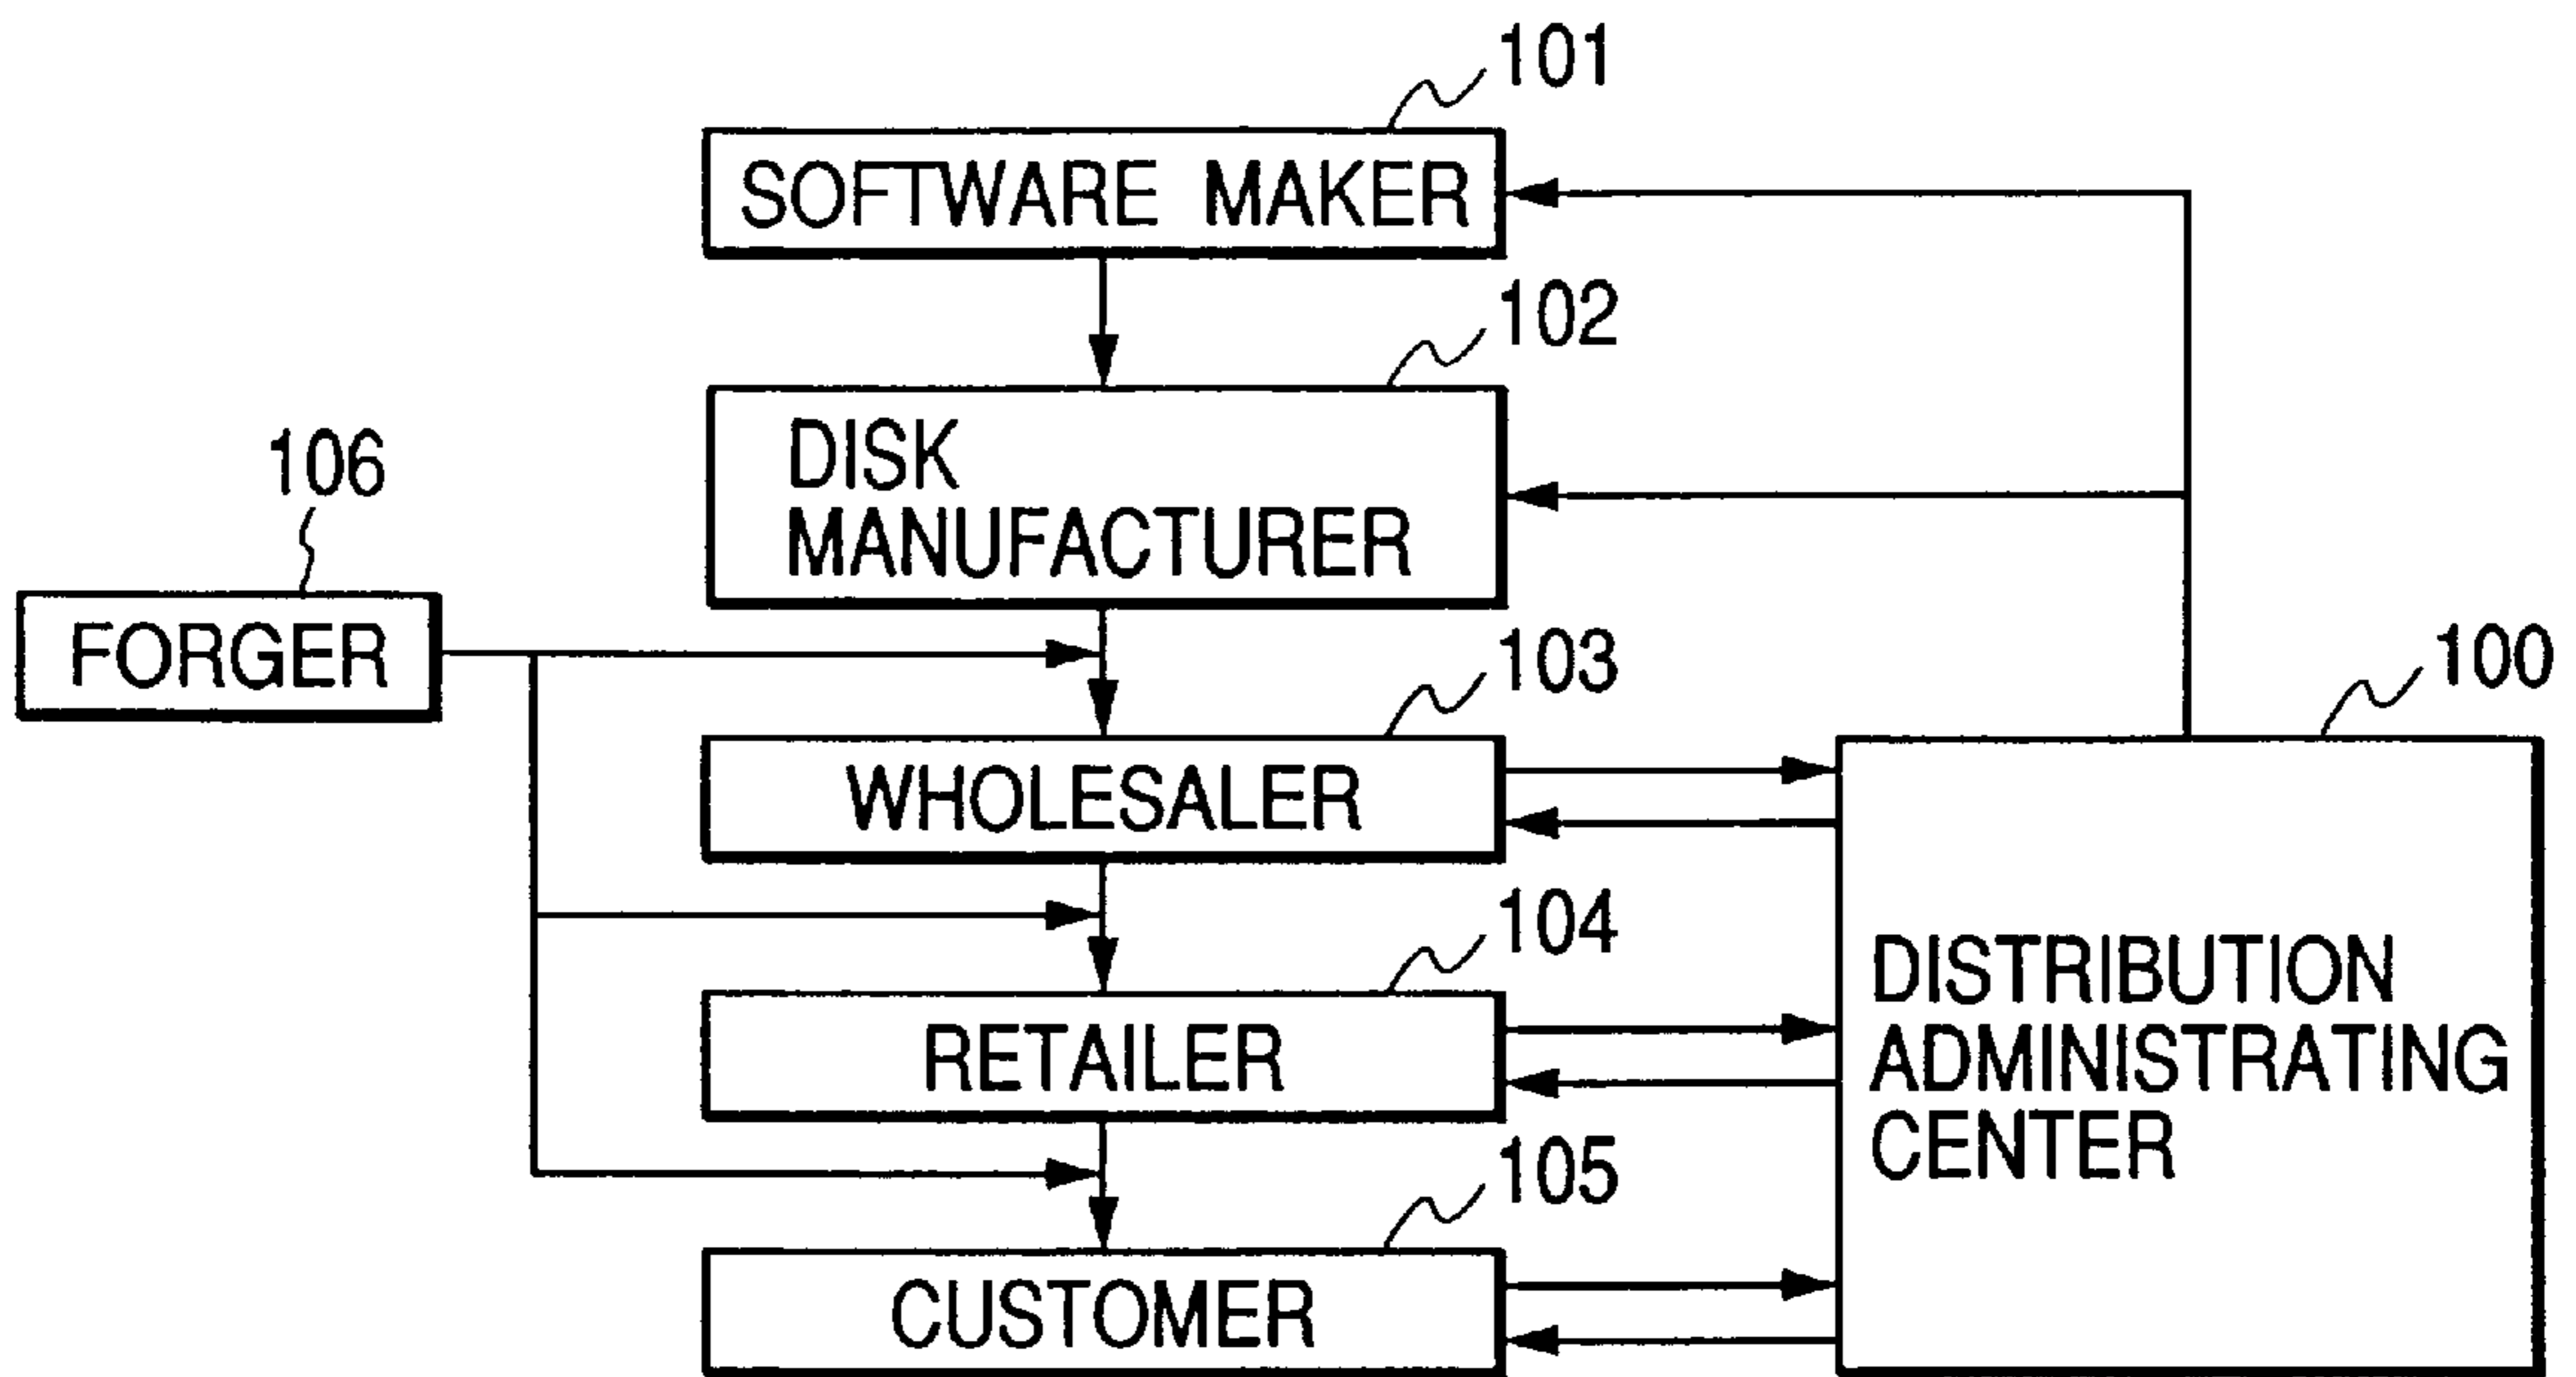 101
SOFTWARE MAKER
102
DISK
MANUFACTURER
106
FORGER
103
WHOLESALER
100
104
RETAILER
DISTRIBUTION
ADMINISTRATING
CENTER
105
CUSTOMER